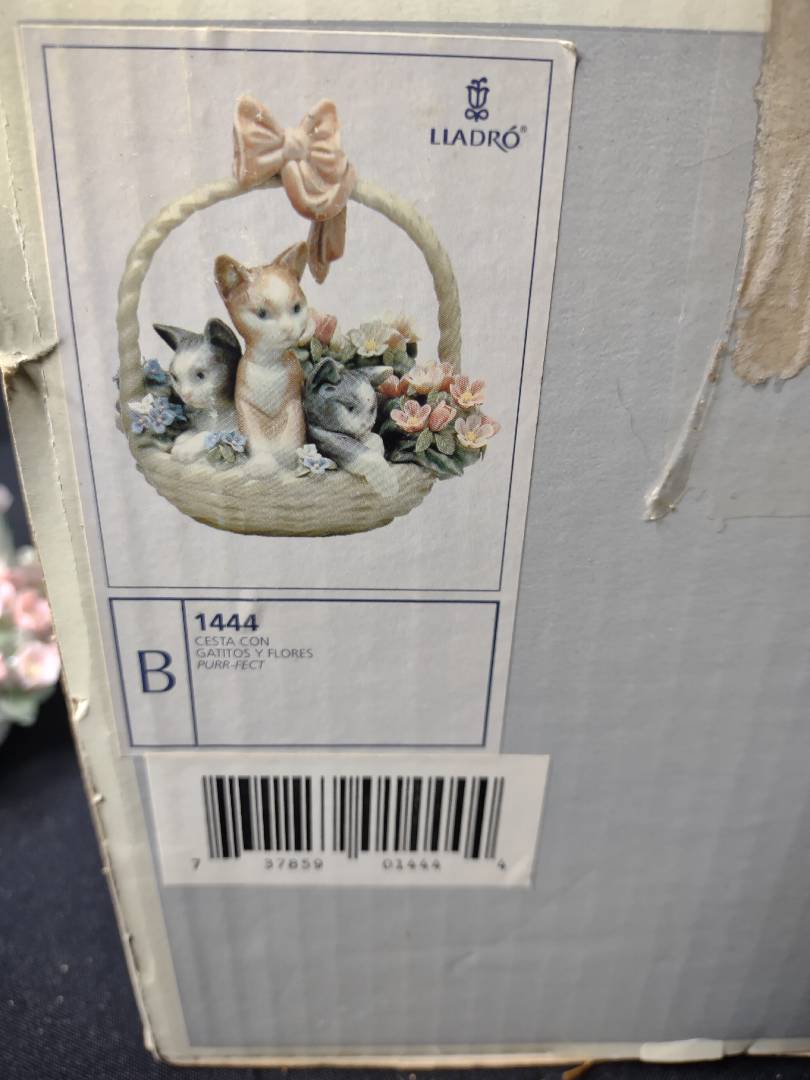 LLADRÓ®
B
1444
CESTA CON
GATITOS Y FLORES
PURR-FECT
7 37859 01444 4